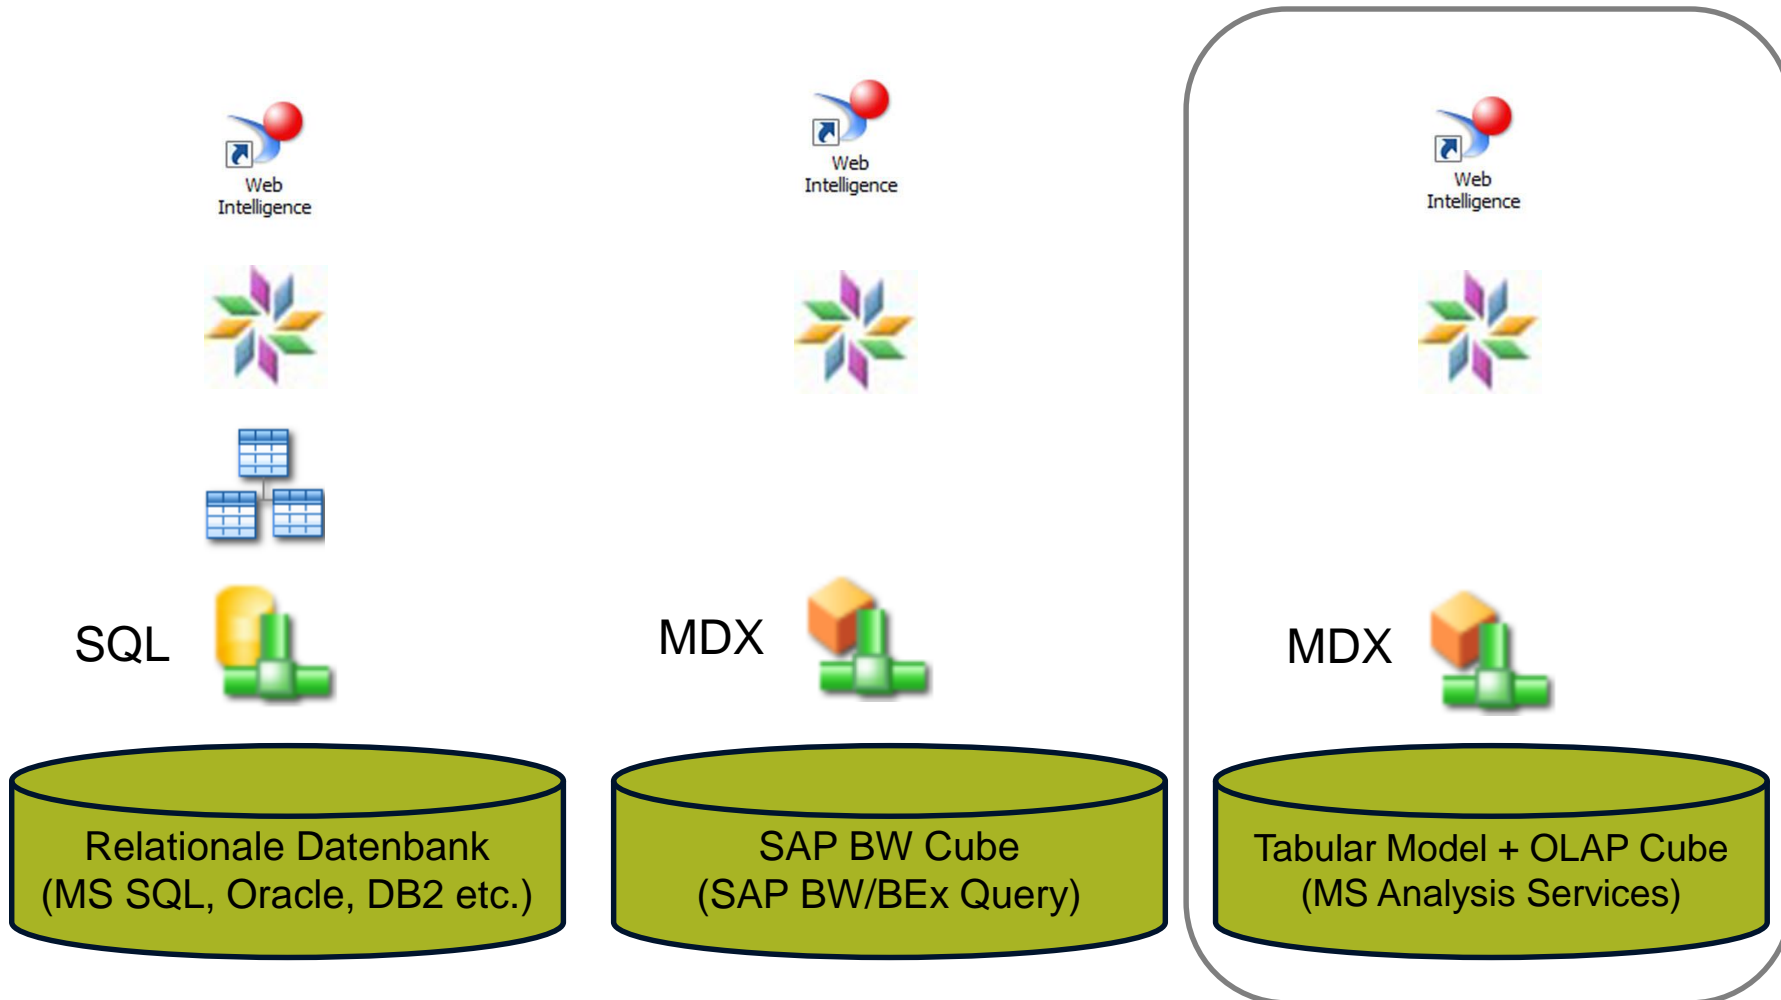 Web
Intelligence
Web
Intelligence
Web
Intelligence
SQL
MDX
MDX
Relationale Datenbank
(MS SQL, Oracle, DB2 etc.)
SAP BW Cube
(SAP BW/BEx Query)
Tabular Model + OLAP Cube
(MS Analysis Services)